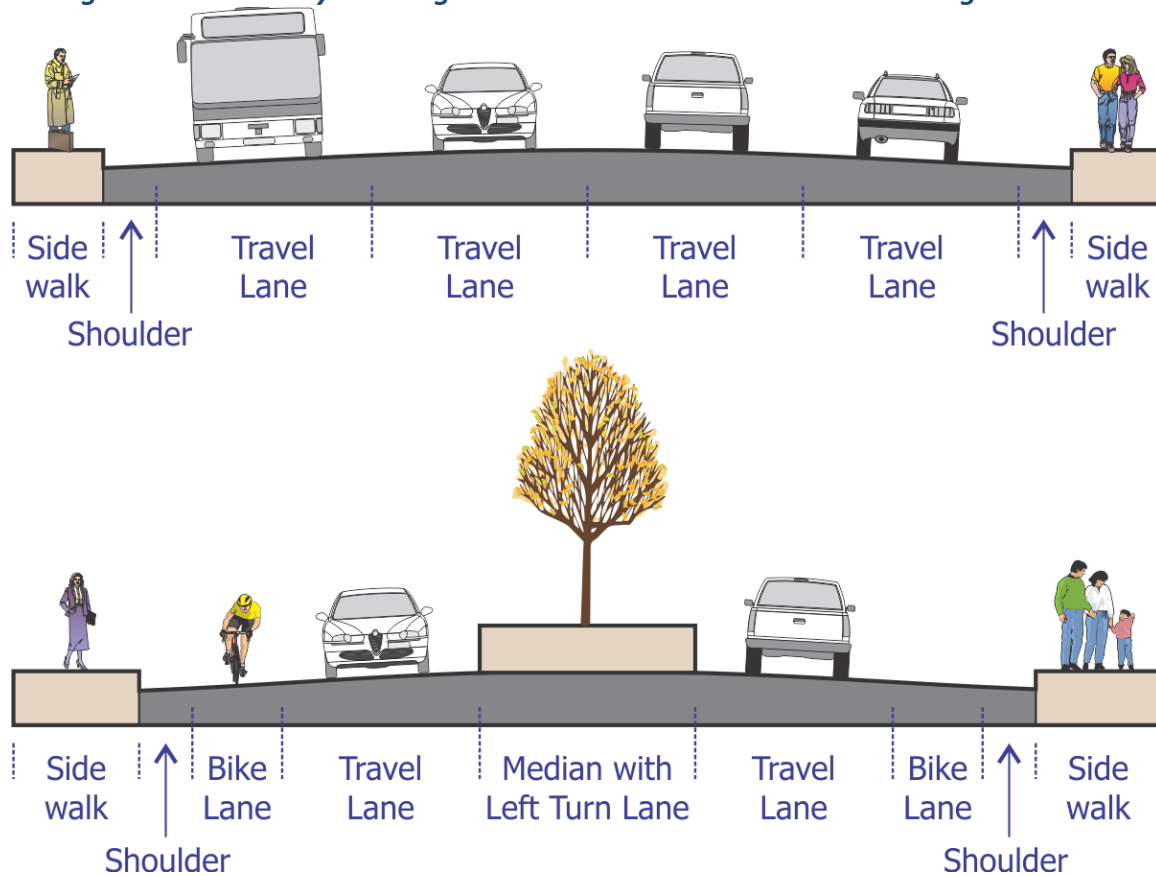 Side Travel Travel Travel Travel Side
walk Lane Lane Lane Lane walk
Shoulder Shoulder
Side Bike Travel Median with Travel Bike Side
walk Lane Lane Left Turn Lane Lane Lane walk
Shoulder Shoulder